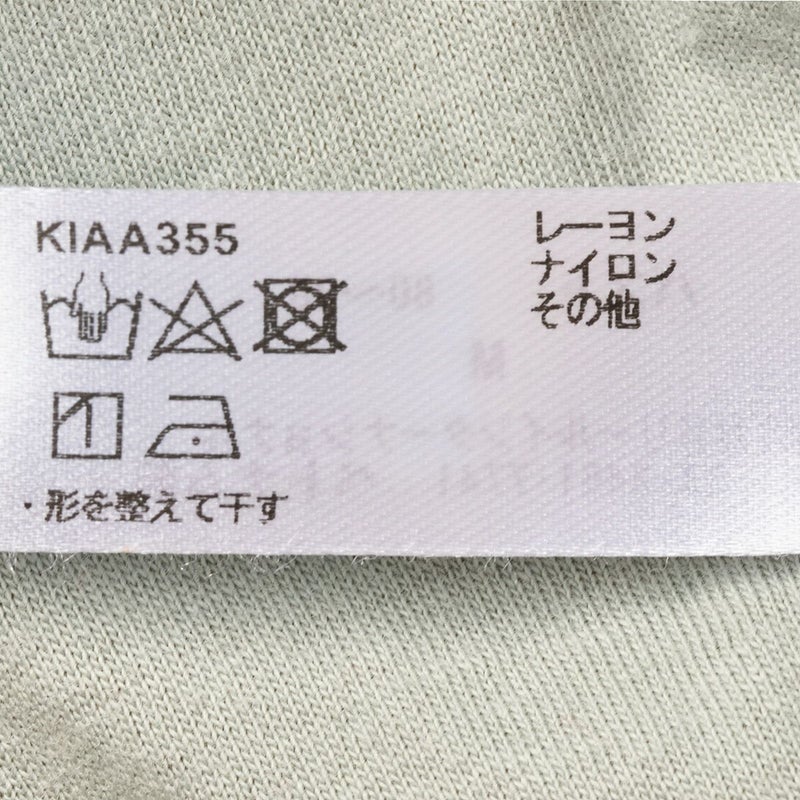 KIAA355
レーヨン
ナイロン
その他
・形を整えて干す